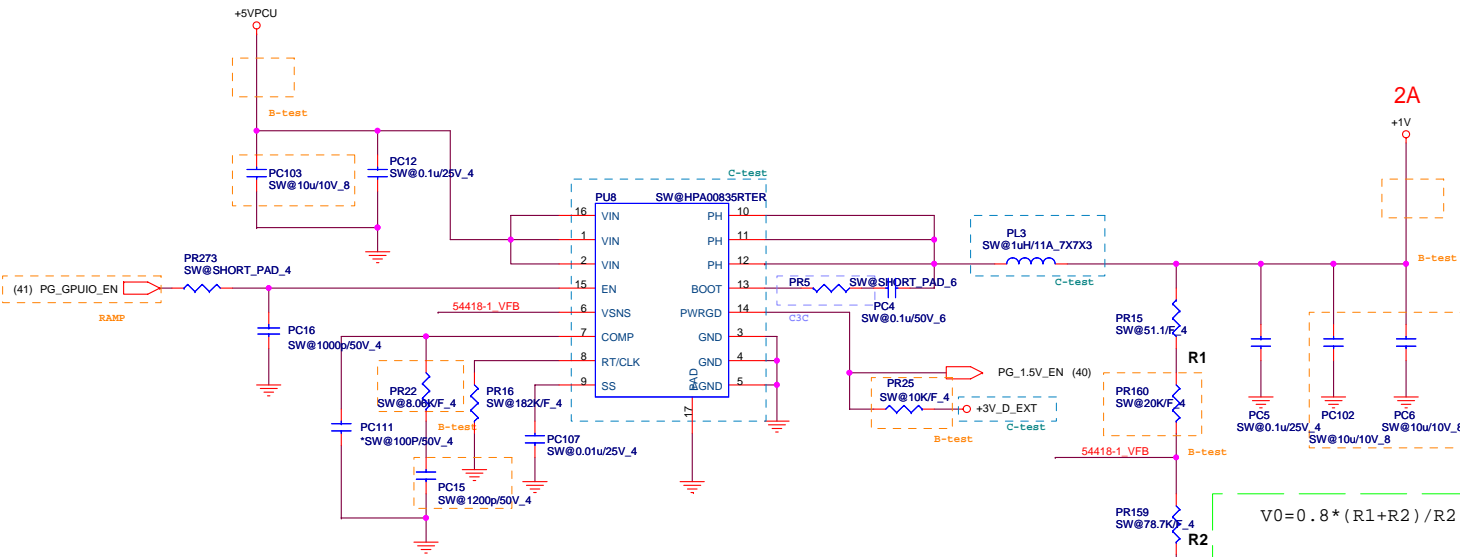 +5VPCU
B-test
PC103
SW@10u/10V_8
PC12
SW@0.1u/25V_4
C-test
PU8
SW@HPA00835RTER
16
VIN
1
VIN
2
VIN
15
EN
6
VSNS
7
COMP
8
RT/CLK
9
SS
PH
10
PH
11
PH
12
BOOT
13
PWRGD
14
GND
3
GND
4
5
PAD
17
PR273
SW@SHORT_PAD_4
(41) PG_GPUIO_EN
RAMP
PC16
SW@1000p/50V_4
54418-1_VFB
PR22
B-test
PR16
SW@182K/F_4
PC111
*SW@100P/50V_4
PC15
SW@1200p/50V_4
PC107
SW@0.01u/25V_4
PR5
SW@SHORT_PAD_6
C3C
PC4
SW@0.1u/50V_6
PL3
SW@1uH/11A_7X7X3
C-test
PG_1.5V_EN (40)
PR25
SW@10K/F_4
B-test
+3V_D_EXT
C-test
2A
+1V
B-test
PR15
SW@51.1/F_4
R1
PR160
SW@20K/F_4
B-test
54418-1_VFB
PR159
SW@78.7K/F_4
R2
PC5
SW@0.1u/25V_4
PC102
SW@10u/10V_8
PC6
SW@10u/10V_8
V0=0.8*(R1+R2)/R2